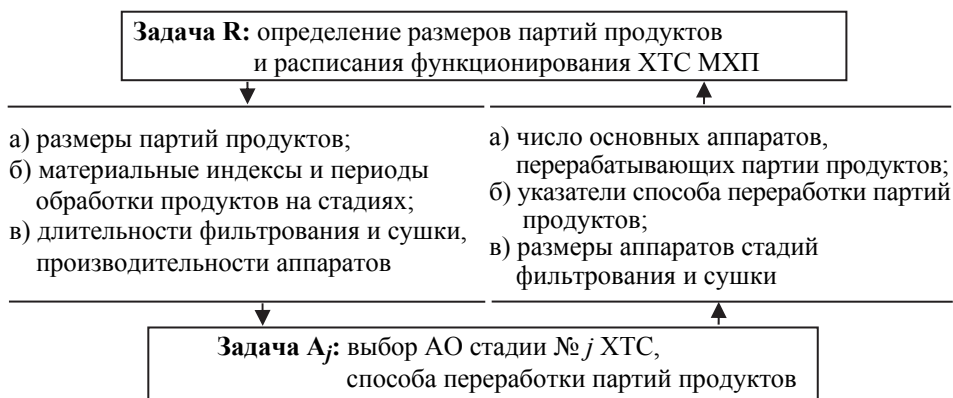 Задача R: определение размеров партий продуктов
и расписания функционирования ХТС МХП
а) размеры партий продуктов;
б) материальные индексы и периоды
обработки продуктов на стадиях;
в) длительности фильтрования и сушки,
производительности аппаратов
а) число основных аппаратов,
перерабатывающих партии продуктов;
б) указатели способа переработки партий
продуктов;
в) размеры аппаратов стадий
фильтрования и сушки
Задача Aj: выбор АО стадии № j ХТС,
способа переработки партий продуктов